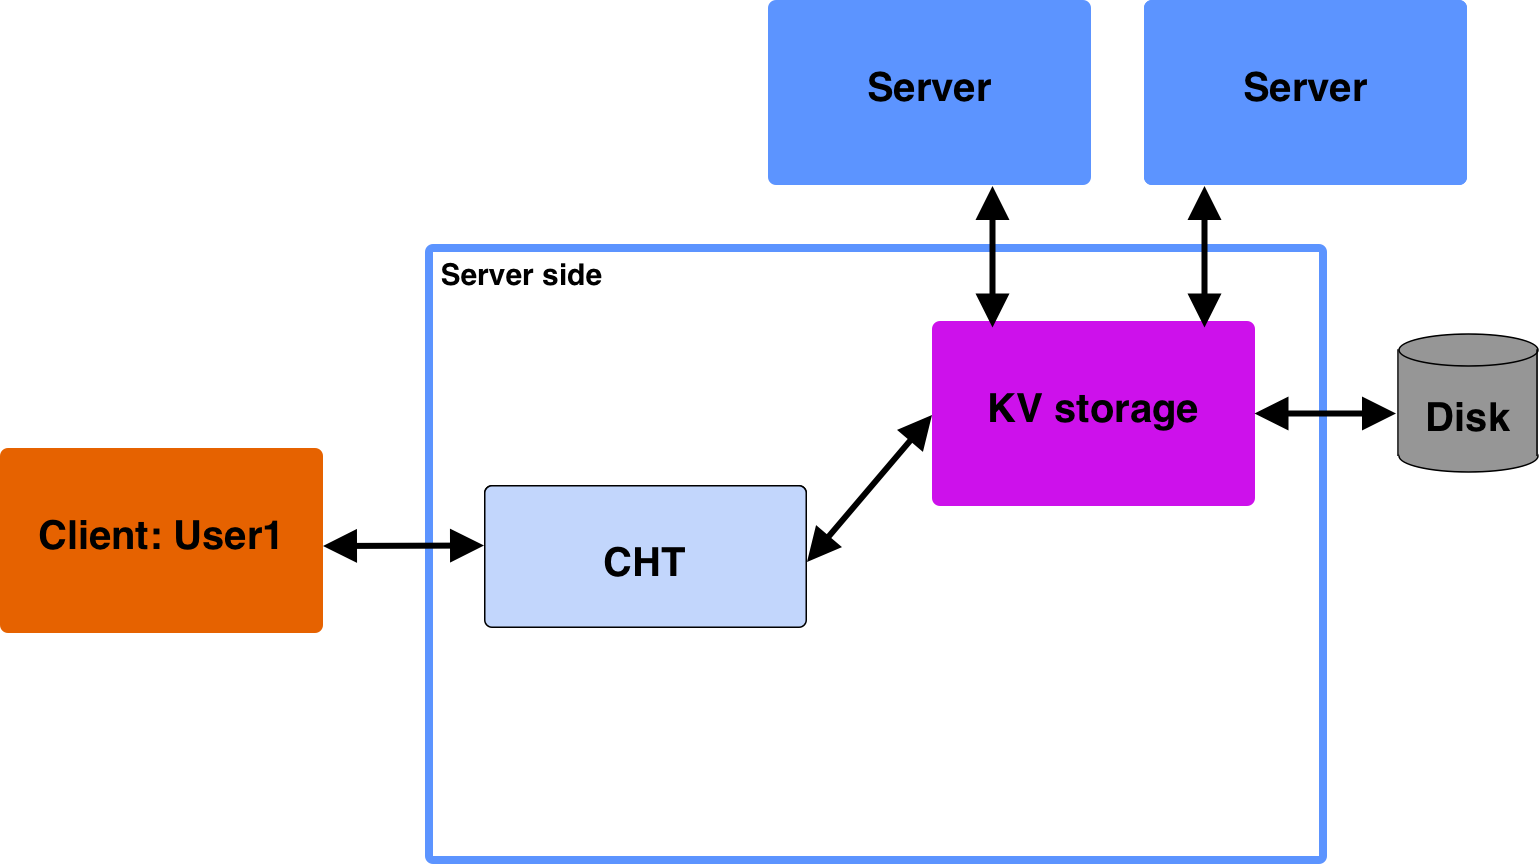 Server
Server
Server side
KV storage
Disk
Client: User1
CHT